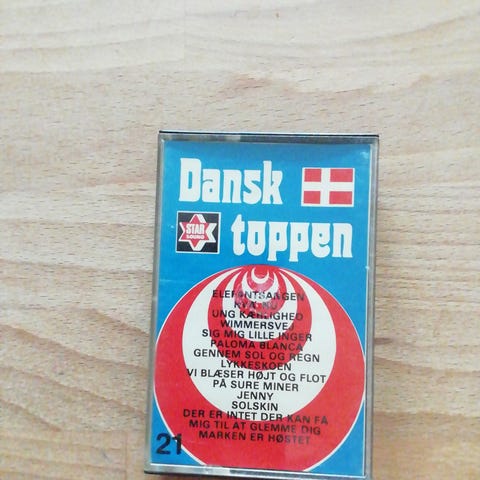 Dansk
STAR
SOUND
toppen
ELEFANTSANGEN
UNG KÆRLIGHED
WIMMERSVEJ
SIG MIG LILLE INGER
PALOMA BLANCA
GENNEM SOL OG REGN
LYKKESKOEN
VI BLÆSER HØJT OG FLOT
PÅ SURE MINER
JENNY
SOLSKIN
DER ER INTET DER KAN FÅ
MIG TIL AT GLEMME DIG
MARKEN ER HØSTET
21